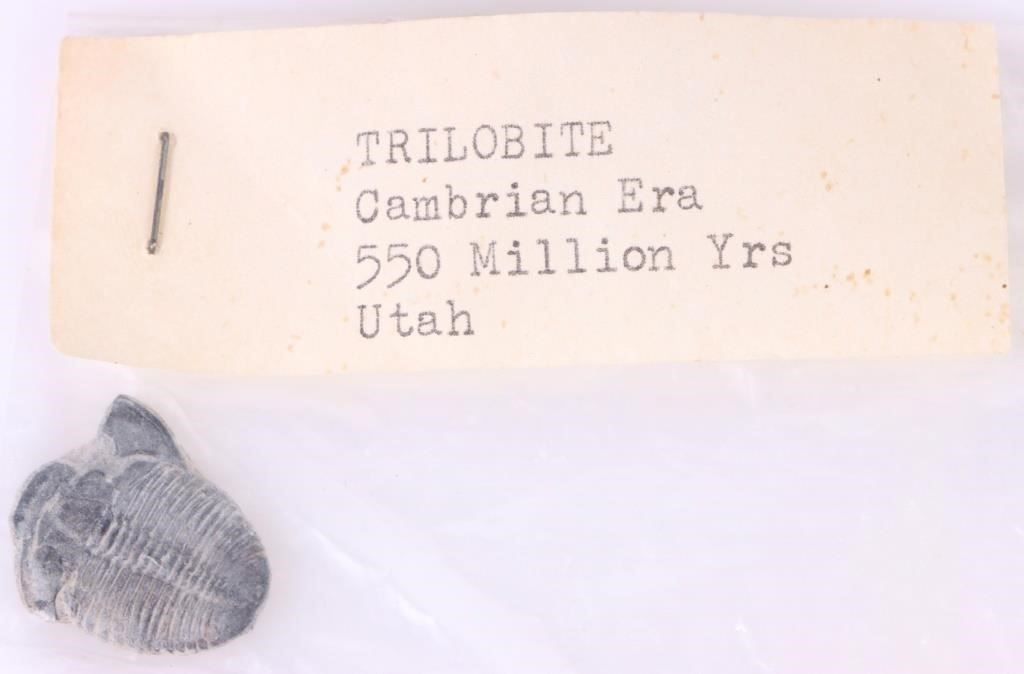 TRILOBITE
Cambrian Era
550 Million Yrs
Utah